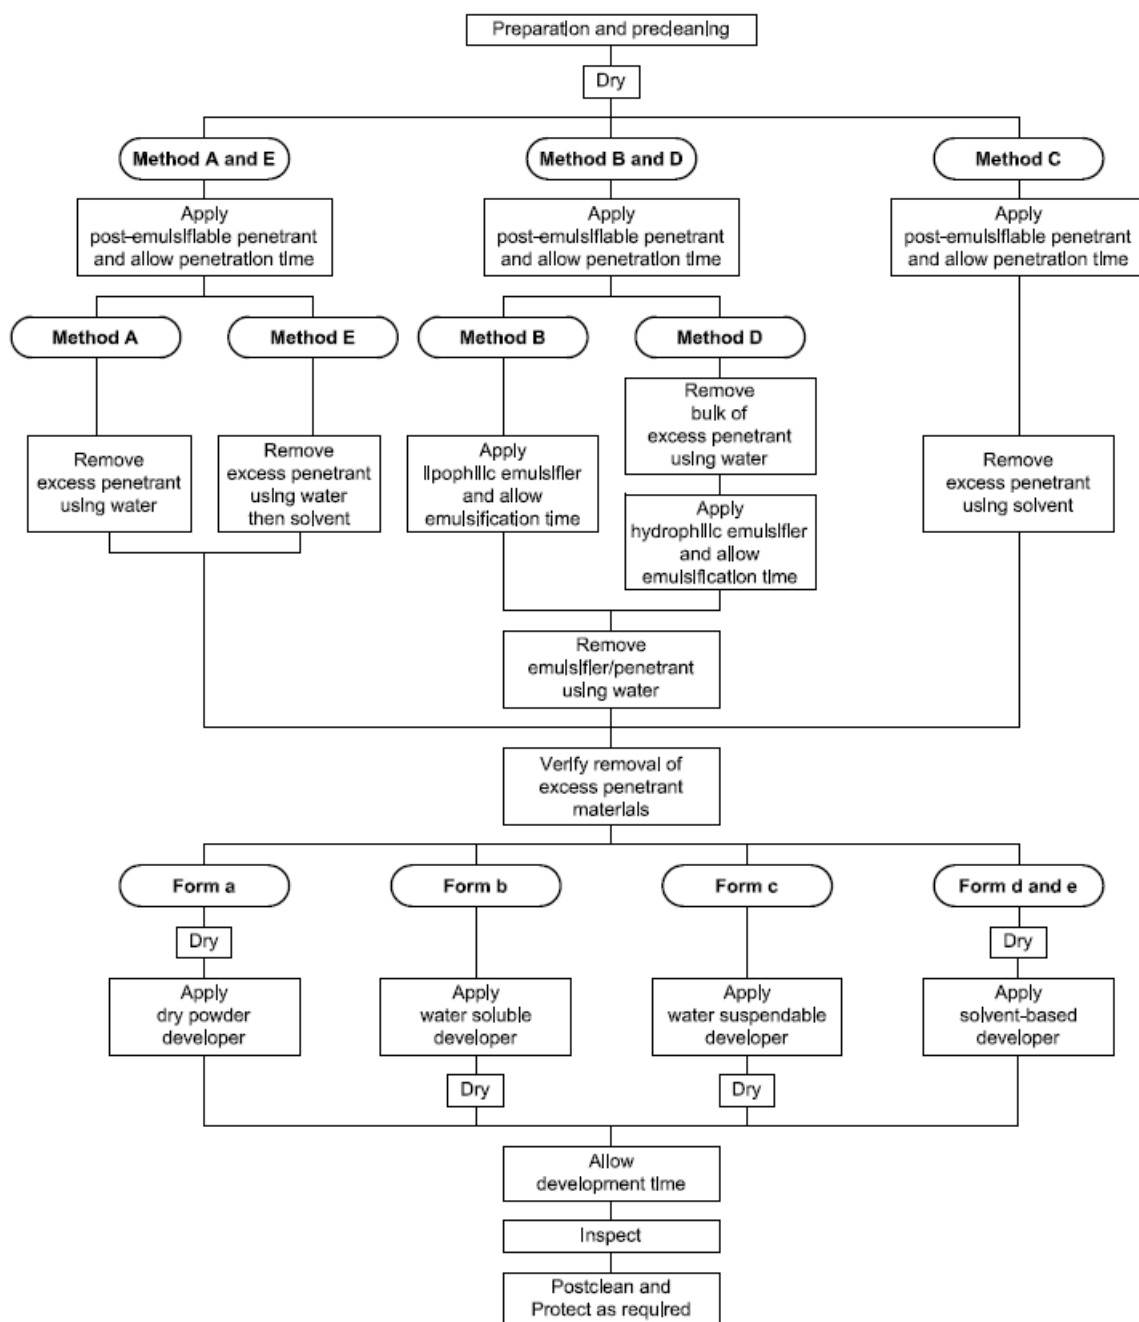 Preparation and precleaning
Dry
Method A and E
Method B and D
Method C
Apply
post-emulsifiable penetrant
and allow penetration time
Apply
post-emulsifiable penetrant
and allow penetration time
Apply
post-emulsifiable penetrant
and allow penetration time
Method A
Method E
Method B
Method D
Remove
bulk of
excess penetrant
using water
Remove
excess penetrant
using water
Remove
excess penetrant
using water
then solvent
Apply
lipophilic emulsifier
and allow
emulsification time
Remove
excess penetrant
using solvent
Apply
hydrophilic emulsifier
and allow
emulsification time
Remove
emulsifier/penetrant
using water
Verify removal of
excess penetrant
materials
Form a
Form b
Form c
Form d and e
Dry
Dry
Apply
dry powder
developer
Apply
water soluble
developer
Apply
water suspendable
developer
Apply
solvent-based
developer
Dry
Dry
Allow
development time
Inspect
Postclean and
Protect as required